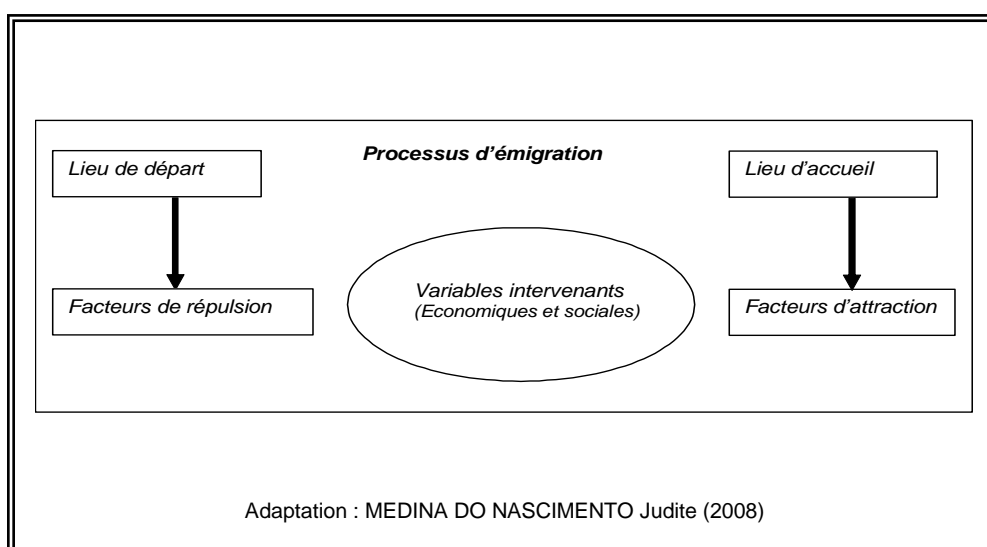 Processus d'émigration
Lieu de départ
Lieu d'accueil
Variables intervenants
(Economiques et sociales)
Facteurs de répulsion
Facteurs d'attraction
Adaptation : MEDINA DO NASCIMENTO Judite (2008)